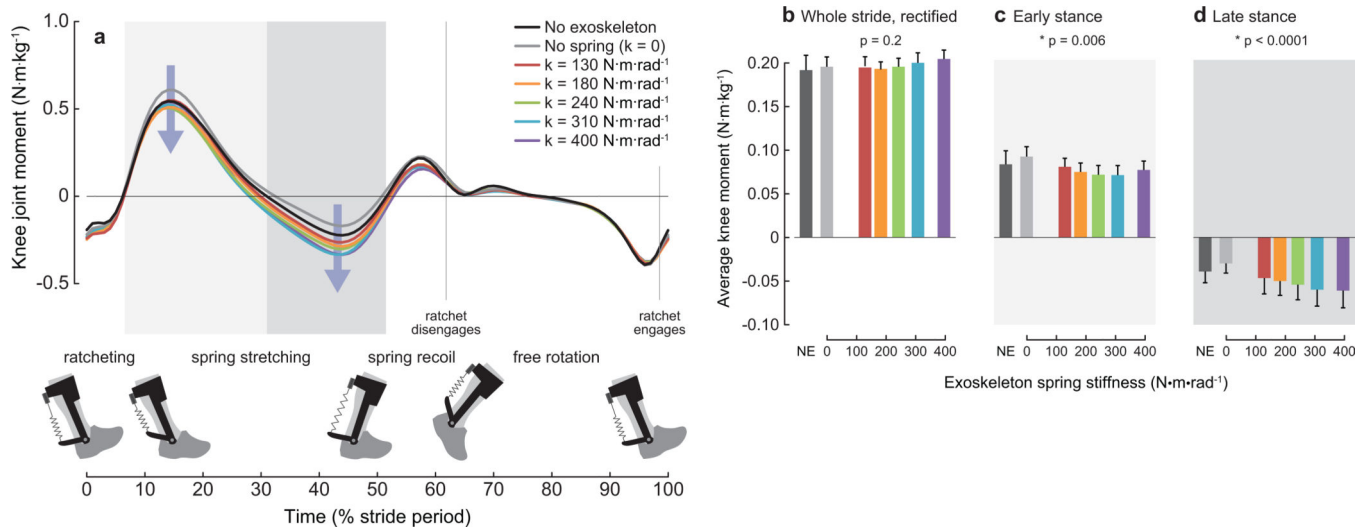 a
No exoskeleton
No spring (k = 0)
k = 130 N·m·rad⁻¹
k = 180 N·m·rad⁻¹
k = 240 N·m·rad⁻¹
k = 310 N·m·rad⁻¹
k = 400 N·m·rad⁻¹
Knee joint moment (N·m·kg⁻¹)
1.0
0.5
0
-0.5
ratchet
disengages
ratchet
engages
ratcheting
spring stretching
spring recoil
free rotation
0 10 20 30 40 50 60 70 80 90 100
Time (% stride period)
b Whole stride, rectified
p = 0.2
c Early stance
* p = 0.006
d Late stance
* p < 0.0001
Average knee moment (N·m·kg⁻¹)
0.20
0.15
0.10
0.050
0
-0.05
-0.10
NE 0 100 200 300 400
NE 0 100 200 300 400
NE 0 100 200 300 400
Exoskeleton spring stiffness (N•m•rad⁻¹)